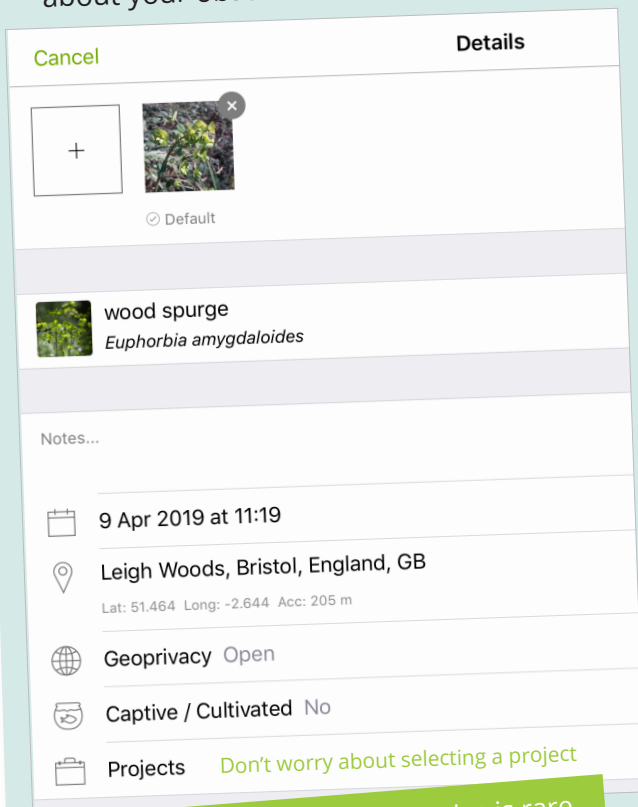 Cancel
Details
Default
wood spurge
Euphorbia amygdaloides
Notes...
9 Apr 2019 at 11:19
Leigh Woods, Bristol, England, GB
Lat: 51.464 Long: -2.644 Acc: 205 m
Geoprivacy Open
Captive / Cultivated No
Projects Don't worry about selecting a project
is rare